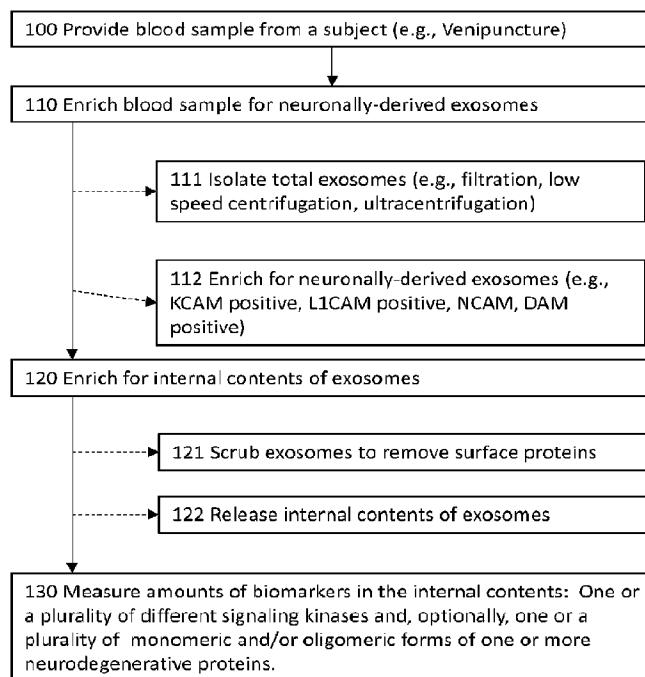 100 Provide blood sample from a subject (e.g., Venipuncture)
110 Enrich blood sample for neuronally-derived exosomes
111 Isolate total exosomes (e.g., filtration, low
speed centrifugation, ultracentrifugation)
112 Enrich for neuronally-derived exosomes (e.g.,
KCAM positive, L1CAM positive, NCAM, DAM
positive)
120 Enrich for internal contents of exosomes
121 Scrub exosomes to remove surface proteins
122 Release internal contents of exosomes
130 Measure amounts of biomarkers in the internal contents: One or
a plurality of different signaling kinases and, optionally, one or a
plurality of monomeric and/or oligomeric forms of one or more
neurodegenerative proteins.